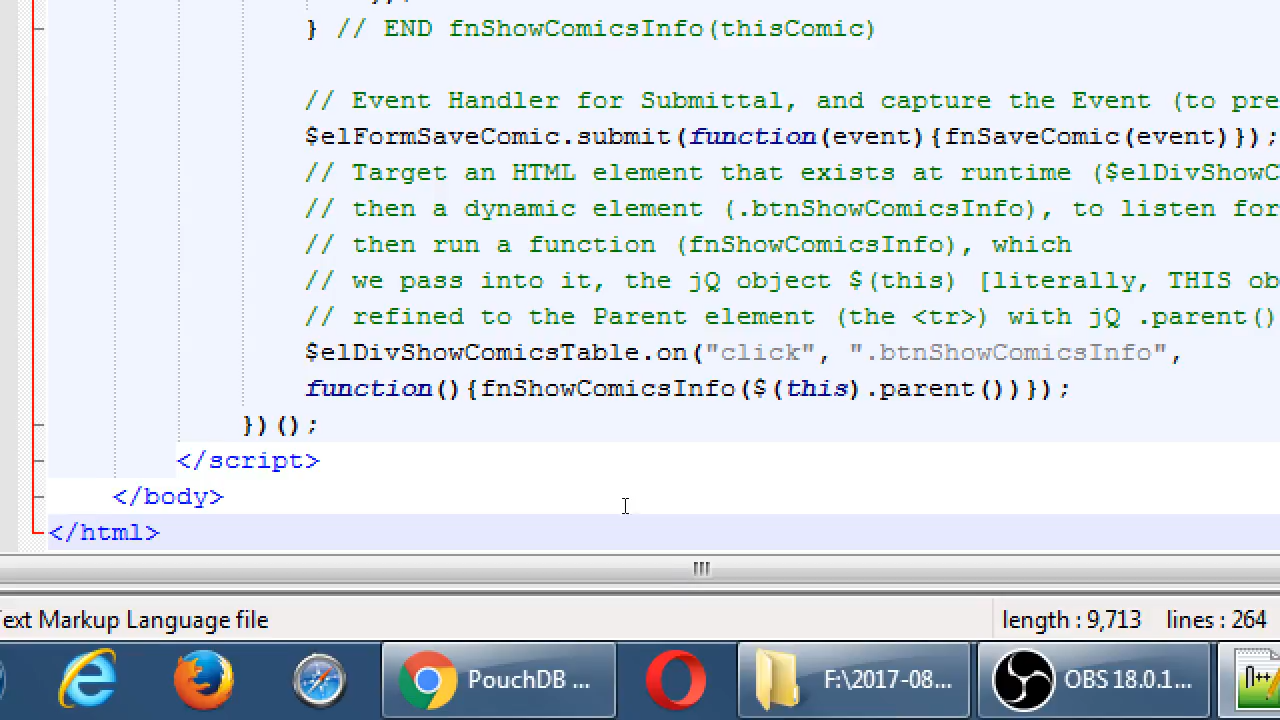 } // END fnShowComicsInfo(thisComic)
// Event Handler for Submittal, and capture the Event (to pre
$elFormSaveComic.submit(function(event){fnSaveComic(event)});
// Target an HTML element that exists at runtime ($elDivShowC
// then a dynamic element (.btnShowComicsInfo), to listen for
// then run a function (fnShowComicsInfo), which
// we pass into it, the jQ object $(this) [literally, THIS ob
// refined to the Parent element (the <tr>) with jQ .parent()
$elDivShowComicsTable.on("click", ".btnShowComicsInfo",
function(){fnShowComicsInfo($(this).parent())});
})();
</script>
</body>
</html>
ext Markup Language file length : 9,713 lines : 264
PouchDB ... F:\2017-08... OBS 18.0.1...